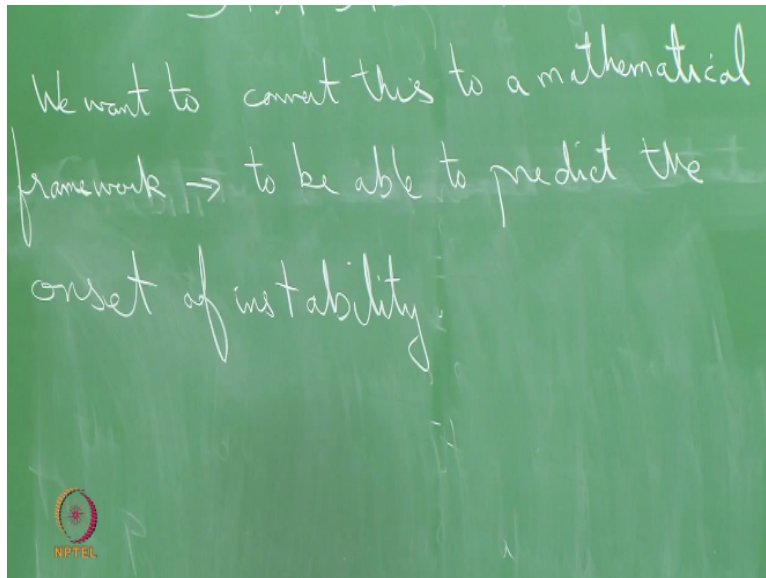 We want to convert this to a mathematical
framework → to be able to predict the
onset of instability.
NPTEL